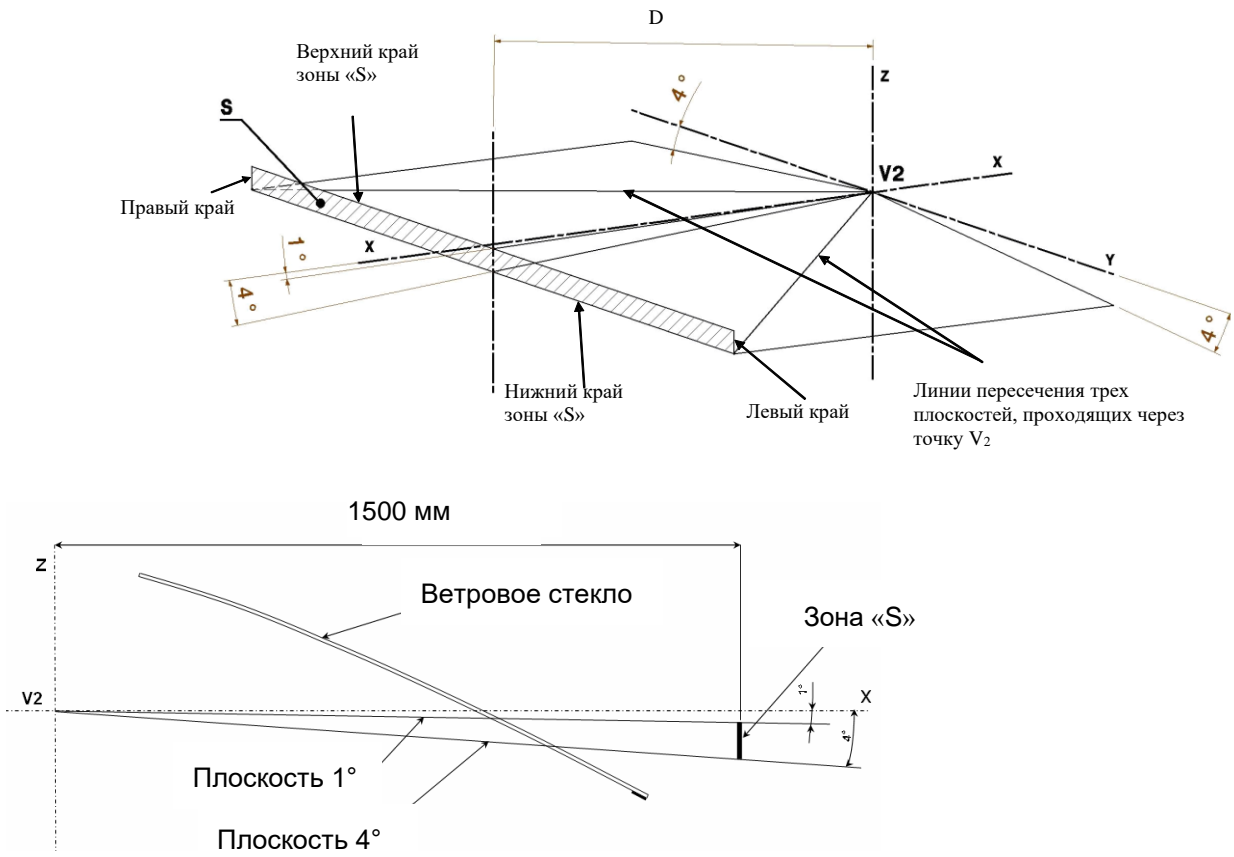 D
Верхний край
зоны «S»
Z
4°
S
X
V2
Правый край
X
1°
Y
4°
4°
Нижний край
зоны «S»
Левый край
Линии пересечения трех
плоскостей, проходящих через
точку V2
1500 мм
Z
Ветровое стекло
Зона «S»
V2
X
1°
4°
Плоскость 1°
Плоскость 4°